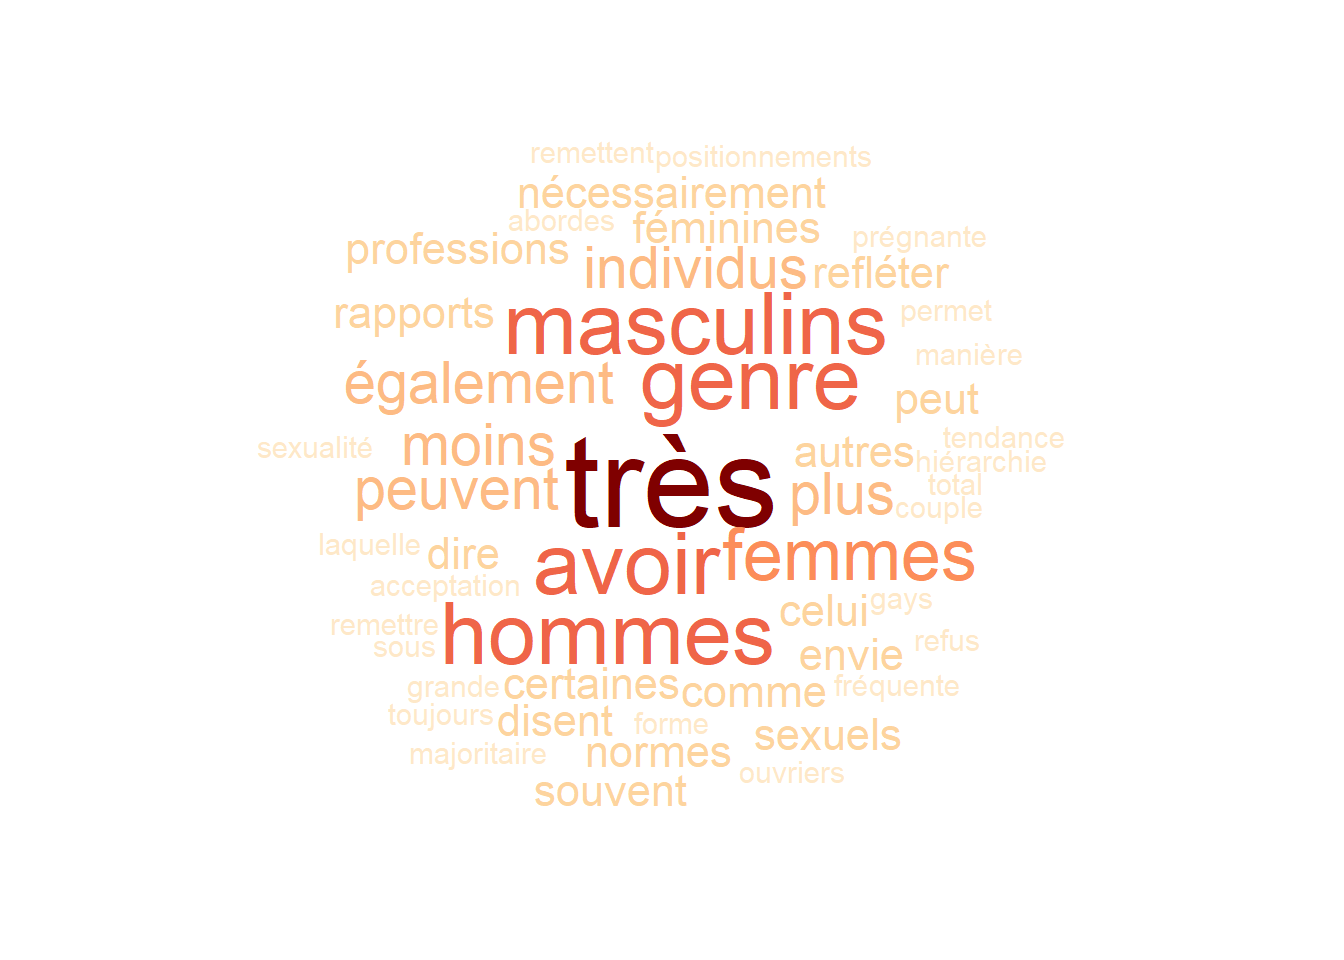 remettent positionnements
nécessairement
abordes féminines
professions prégnante
individus refléter
rapports masculins permet
genre manière
également peut
moins autres tendance
sexualité hiérarchie
peuvent très plus total
couple
laquelle dire avoir femmes
acceptation gays
remettre hommes celui
sous envie refus
grande certaines comme fréquente
toujours disent forme
majoritaire normes sexuels
souvent ouvriers